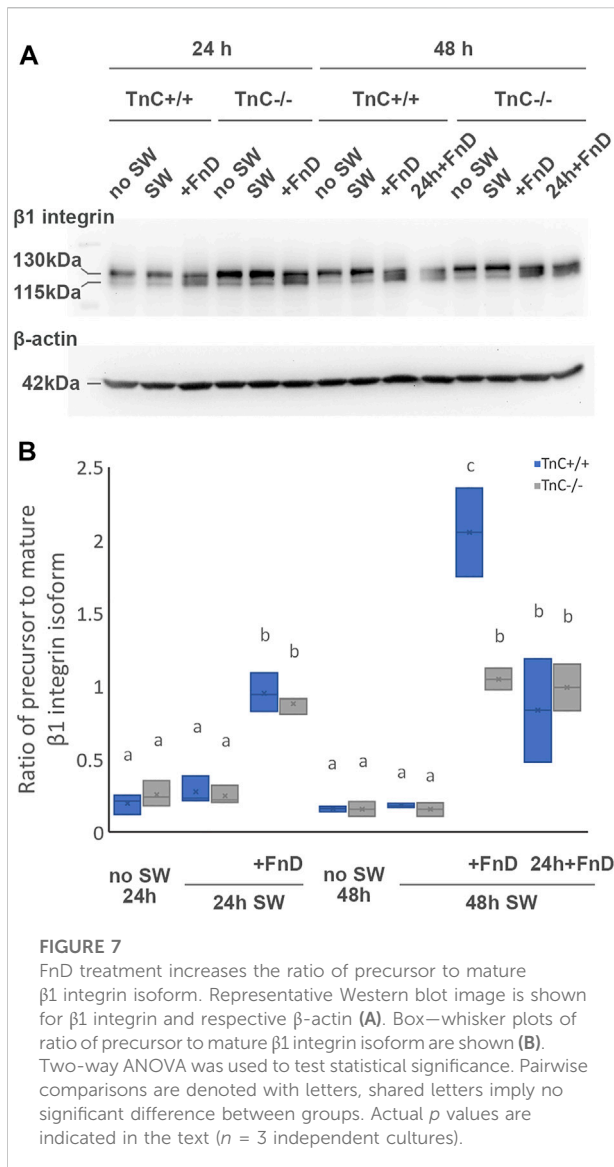 A
24 h 48 h
TnC+/+ TnC-/- TnC+/+ TnC-/-
no SW SW +FnD no SW SW +FnD no SW SW +FnD 24h+FnD no SW SW +FnD 24h+FnD
β1 integrin
130kDa
115kDa
β-actin
42kDa
B
Ratio of precursor to mature
β1 integrin isoform
2.5
2
1.5
1
0.5
0
TnC+/+
TnC-/-
a a a a b b a a a a c b b b
no SW
24h
+FnD
24h SW
no SW
48h
+FnD 24h+FnD
48h SW
FIGURE 7
FnD treatment increases the ratio of precursor to mature
β1 integrin isoform. Representative Western blot image is shown
for β1 integrin and respective β-actin (A). Box—whisker plots of
ratio of precursor to mature β1 integrin isoform are shown (B).
Two-way ANOVA was used to test statistical significance. Pairwise
comparisons are denoted with letters, shared letters imply no
significant difference between groups. Actual p values are
indicated in the text (n = 3 independent cultures).